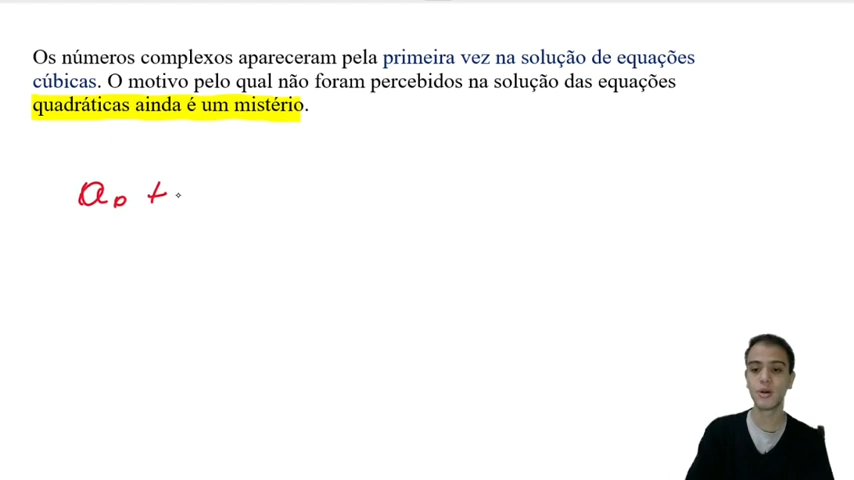 Os números complexos apareceram pela primeira vez na solução de equações
cúbicas. O motivo pelo qual não foram percebidos na solução das equações
quadráticas ainda é um mistério.
a₀ +